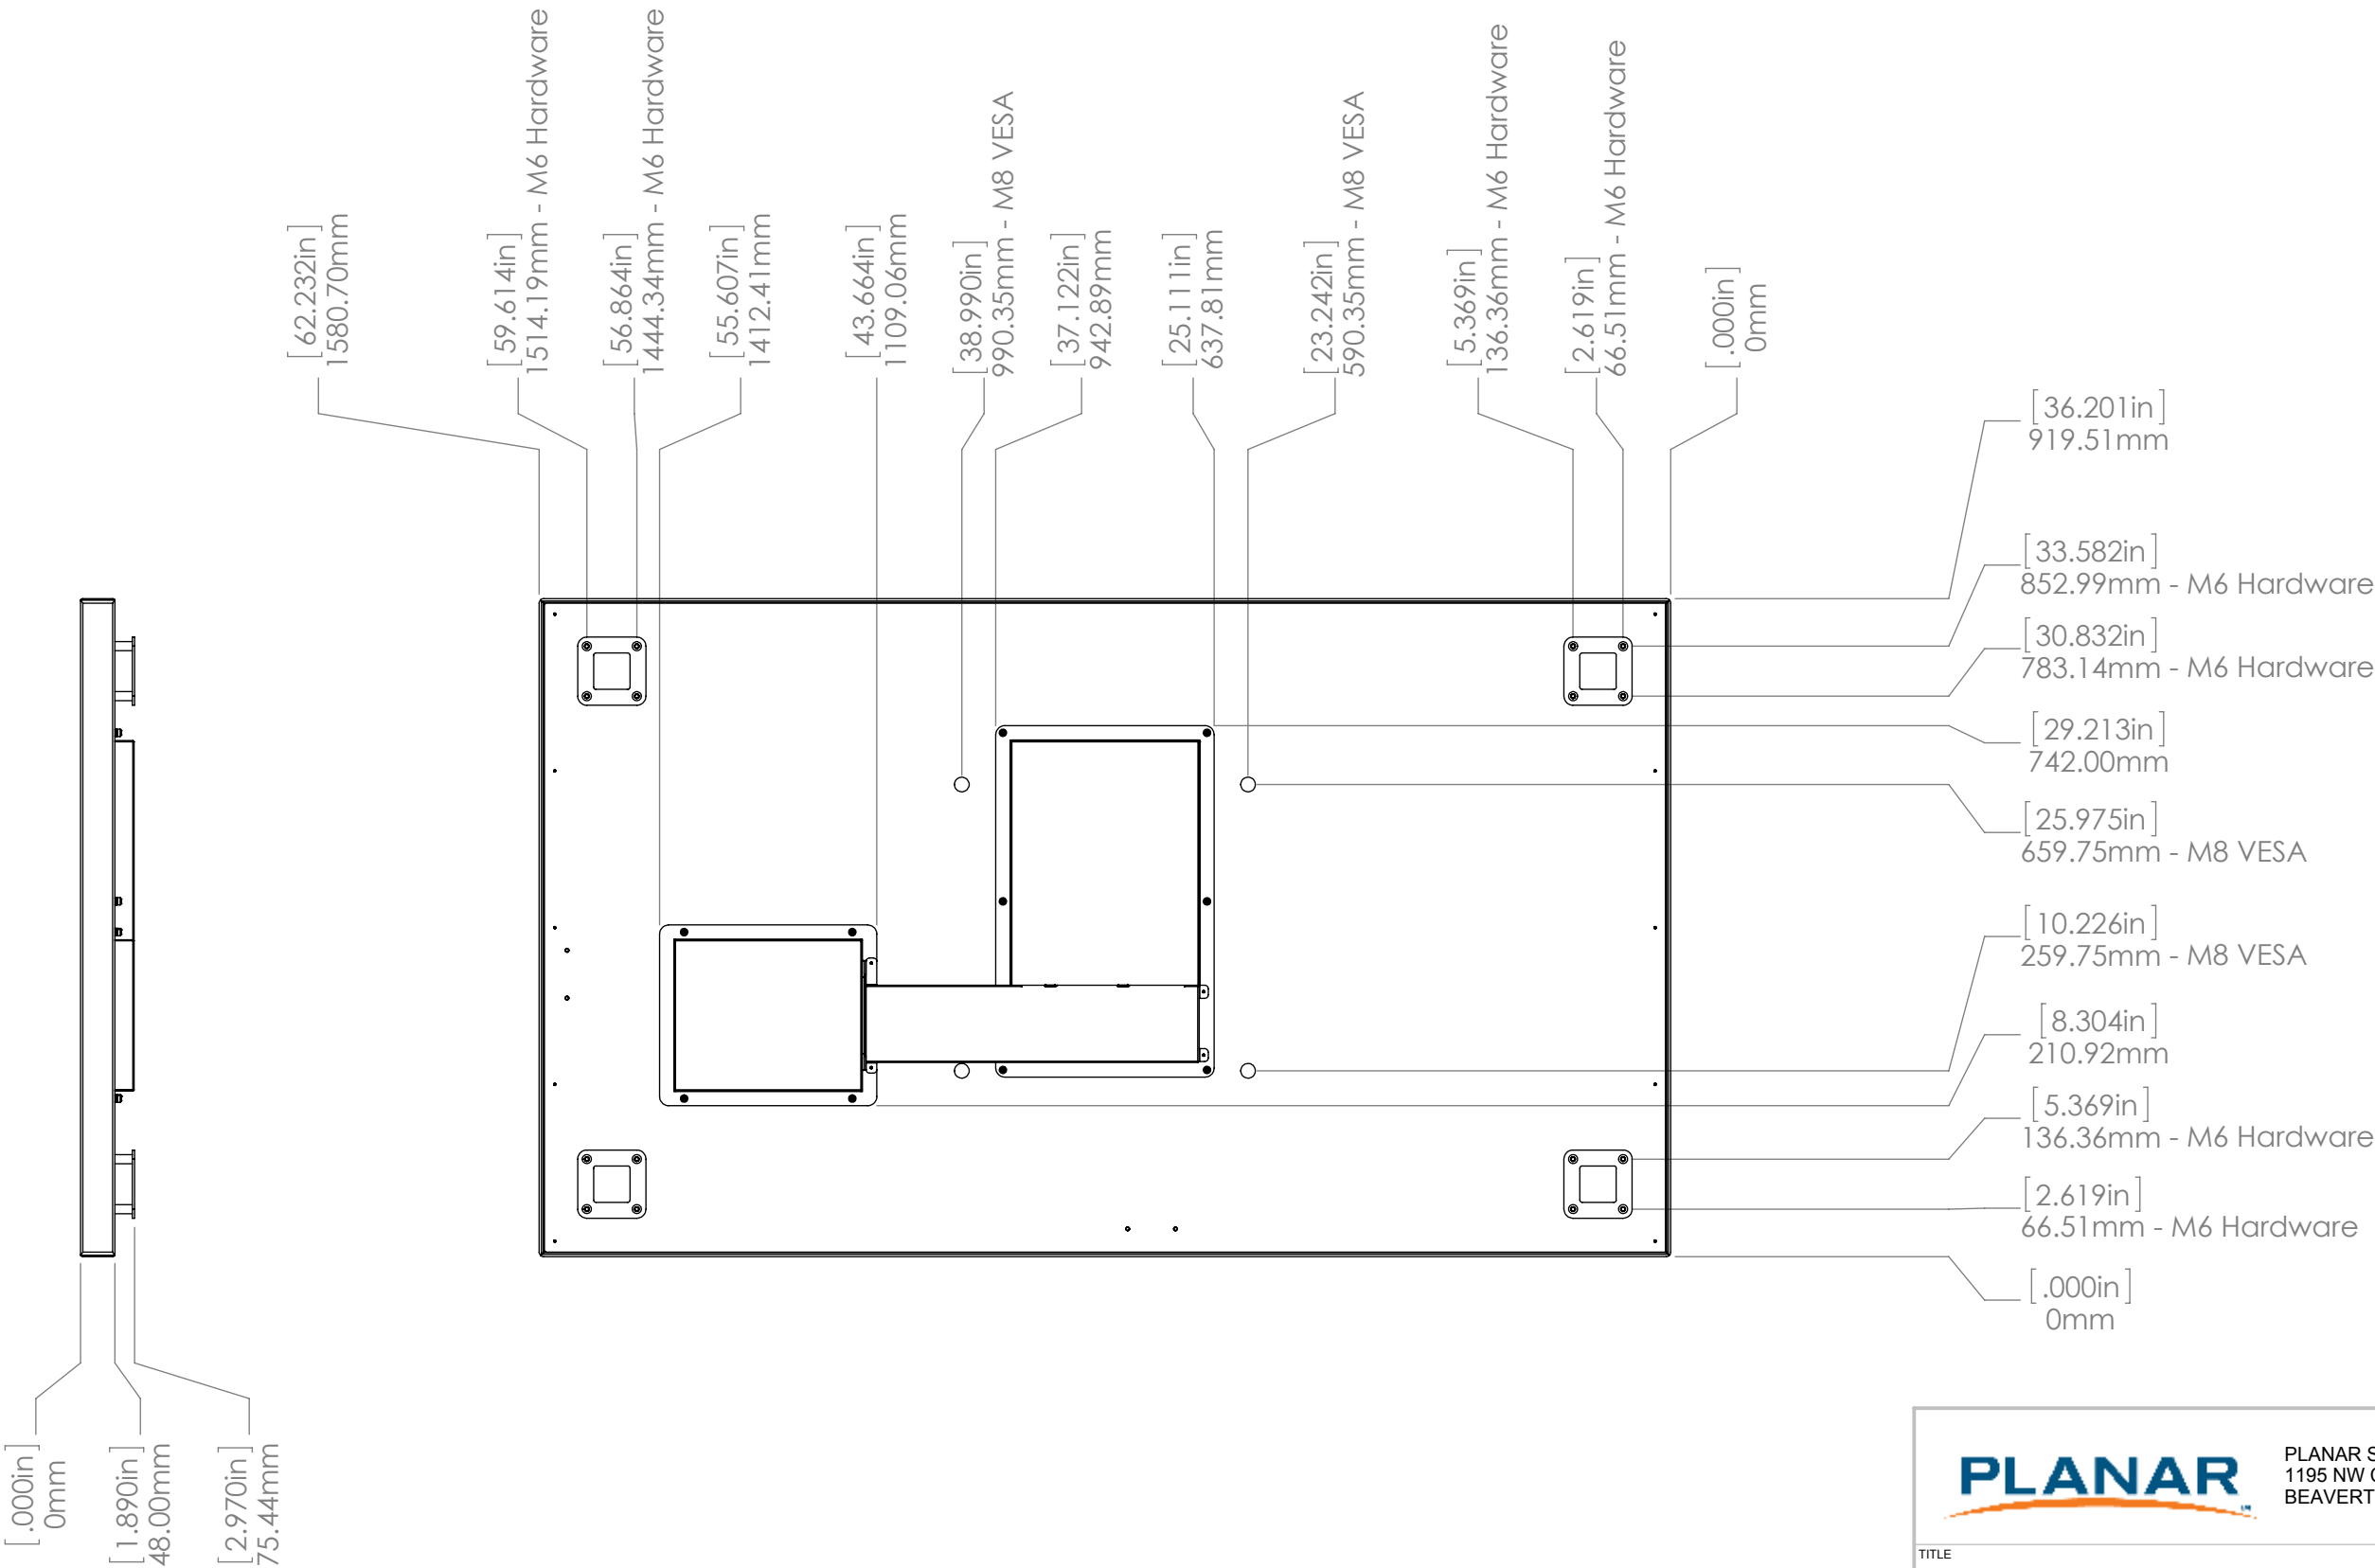 [62.232in]
1580.70mm
[59.614in]
1514.19mm - M6 Hardware
[56.864in]
1444.34mm - M6 Hardware
[55.607in]
1412.41mm
[43.664in]
1109.06mm
[38.990in]
990.35mm - M8 VESA
[37.122in]
942.89mm
[25.111in]
637.81mm
[23.242in]
590.35mm - M8 VESA
[5.369in]
136.36mm - M6 Hardware
[2.619in]
66.51mm - M6 Hardware
[.000in]
0mm
[36.201in]
919.51mm
[33.582in]
852.99mm - M6 Hardware
[30.832in]
783.14mm - M6 Hardware
[29.213in]
742.00mm
[25.975in]
659.75mm - M8 VESA
[10.226in]
259.75mm - M8 VESA
[8.304in]
210.92mm
[5.369in]
136.36mm - M6 Hardware
[2.619in]
66.51mm - M6 Hardware
[.000in]
0mm
[.000in]
0mm
[1.890in]
48.00mm
[2.970in]
75.44mm
PLANAR
PLANAR S
1195 NW
BEAVERT
TITLE